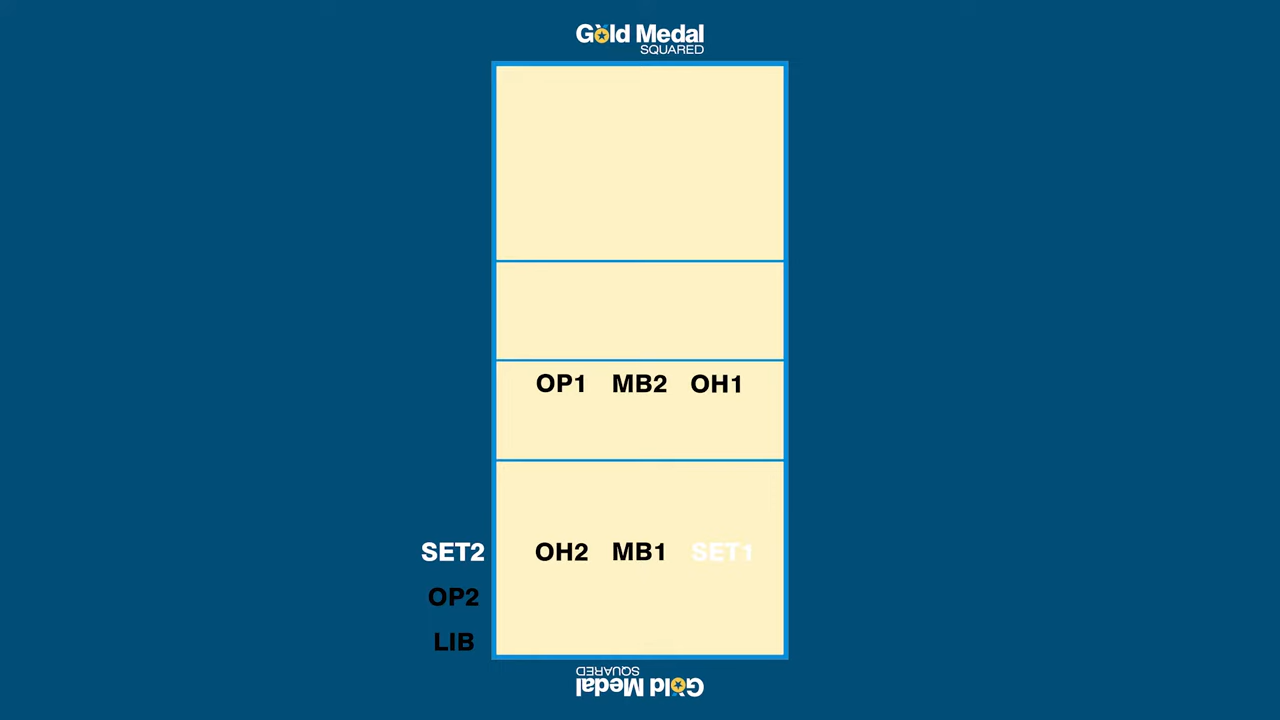 Gold Medal
SQUARED
OP1 MB2 OH1
SET2 OH2 MB1 SET1
OP2
LIB
SQUARED
Gold Medal